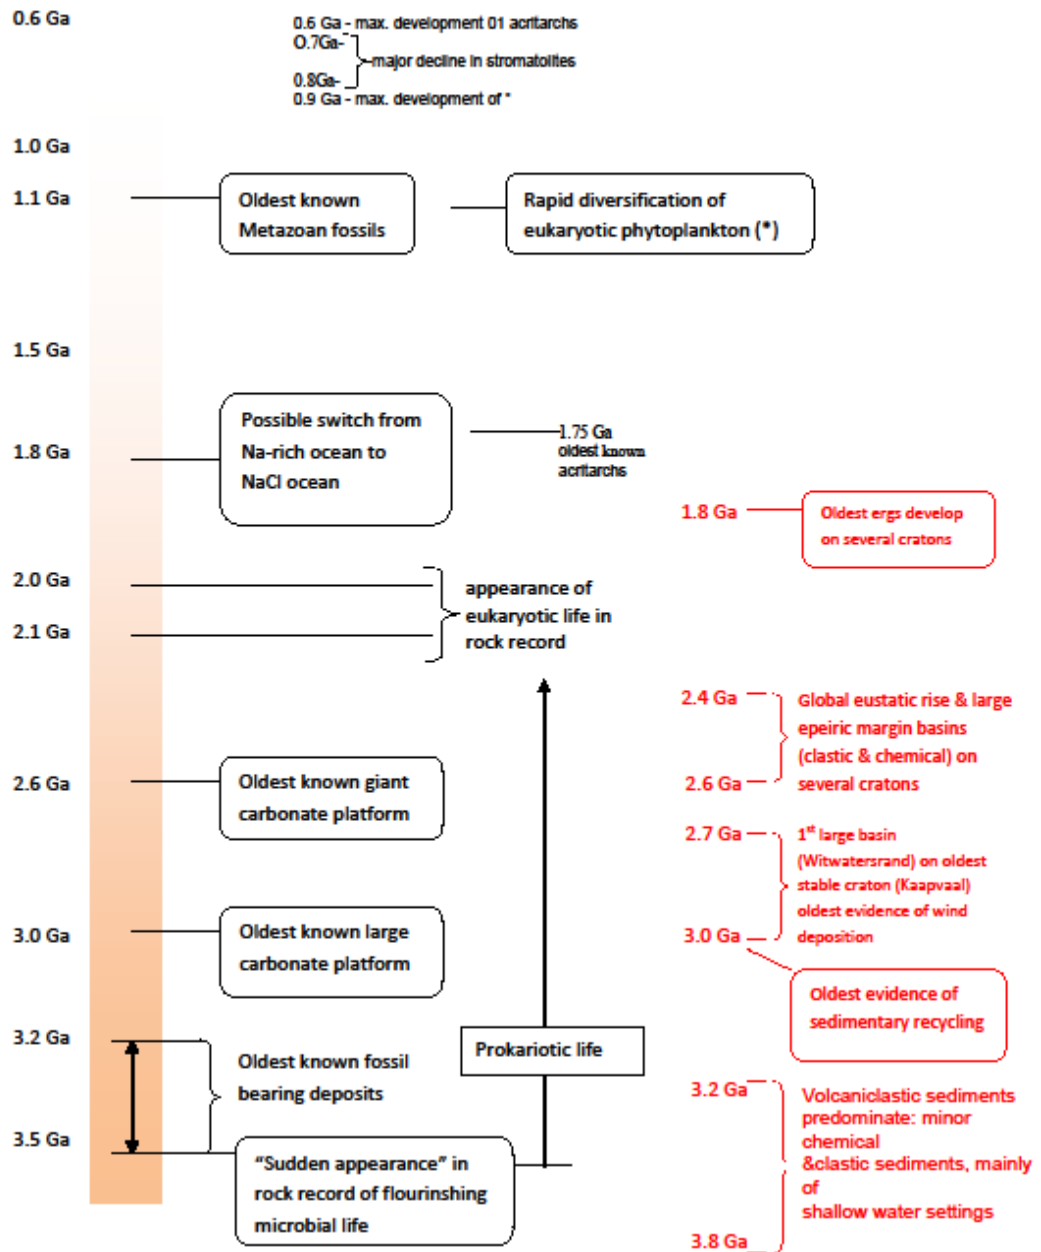 0.6 Ga
0.6 Ga - max. development 01 acritarchs
O.7Ga-
major decline in stromatolites
0.8Ga-
0.9 Ga - max. development of *
1.0 Ga
1.1 Ga
Oldest known
Metazoan fossils
Rapid diversification of
eukaryotic phytoplankton (*)
1.5 Ga
Possible switch from
Na-rich ocean to
NaCl ocean
1.8 Ga
1.75 Ga
oldest known
acritarchs
1.8 Ga
Oldest ergs develop
on several cratons
2.0 Ga
2.1 Ga
appearance of
eukaryotic life in
rock record
2.4 Ga
2.6 Ga
Global eustatic rise & large
epeiric margin basins
(clastic & chemical) on
several cratons
2.6 Ga
Oldest known giant
carbonate platform
2.7 Ga
3.0 Ga
1st large basin
(Witwatersrand) on oldest
stable craton (Kaapvaal)
oldest evidence of wind
deposition
3.0 Ga
Oldest known large
carbonate platform
Oldest evidence of
sedimentary recycling
3.2 Ga
Oldest known fossil
bearing deposits
Prokariotic life
3.5 Ga
"Sudden appearance" in
rock record of flourinshing
microbial life
3.2 Ga
3.8 Ga
Volcaniclastic sediments
predominate: minor
chemical
&clastic sediments, mainly
of
shallow water settings